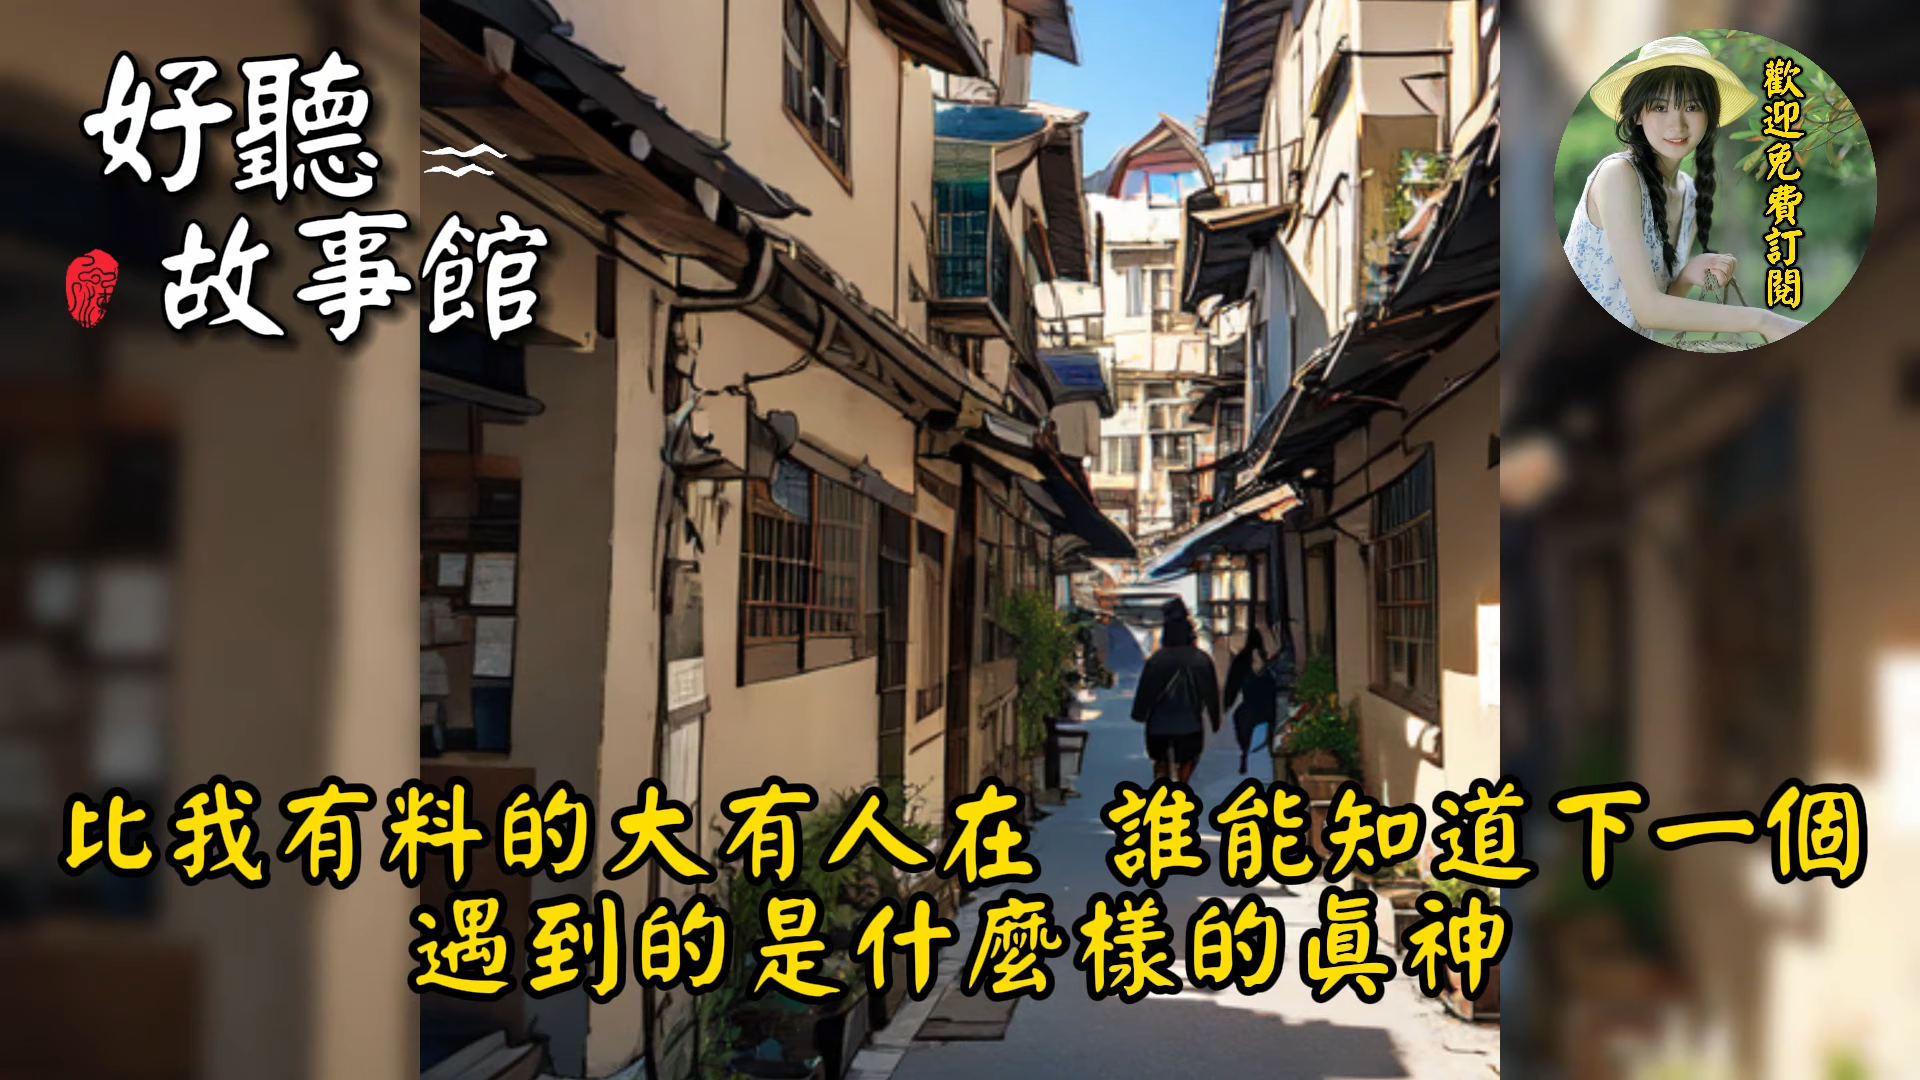 好聽
故事館
歡迎免費訂閱
比我有料的大有人在 誰能知道下一個
遇到的是什麼樣的真神